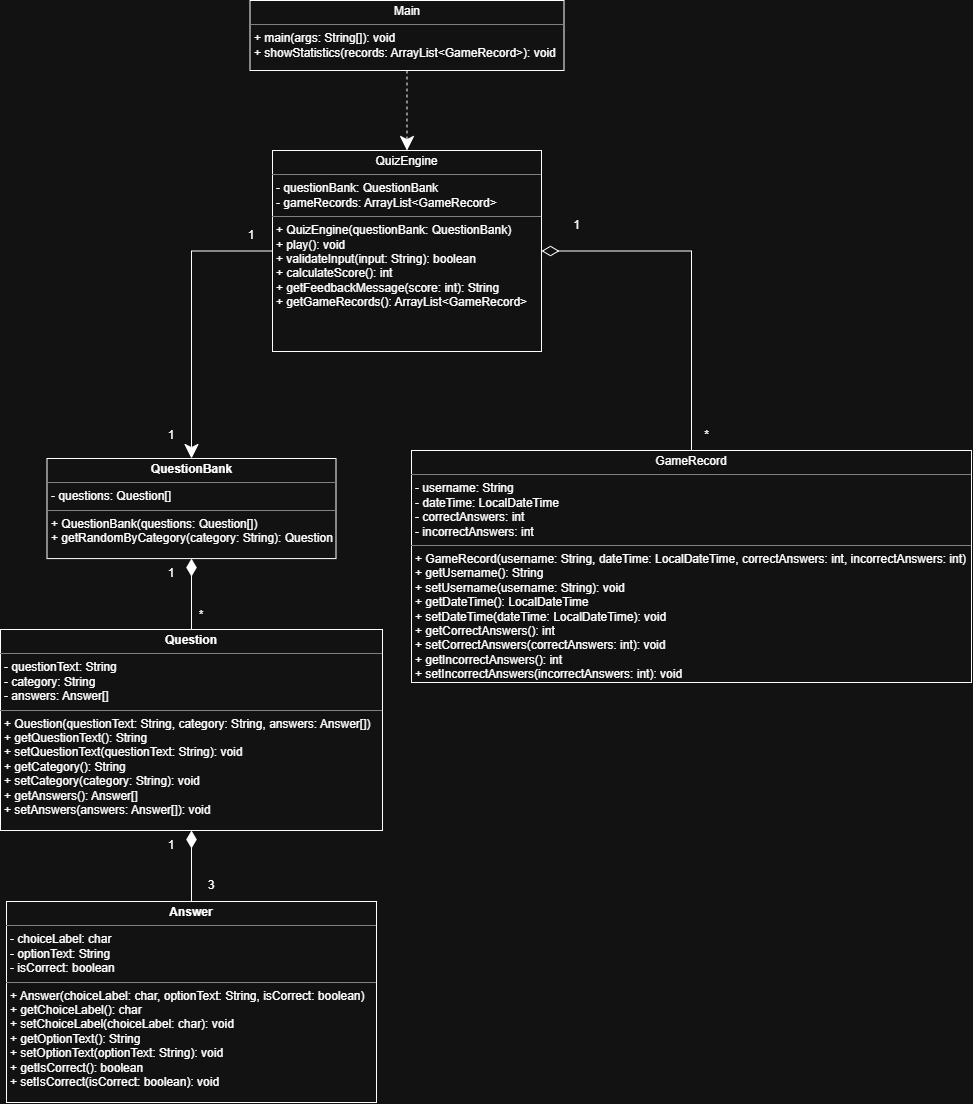 Main
+ main(args: String[]): void
+ showStatistics(records: ArrayList<GameRecord>): void
QuizEngine
- questionBank: QuestionBank
- gameRecords: ArrayList<GameRecord>
+ QuizEngine(questionBank: QuestionBank)
+ play(): void
+ validateInput(input: String): boolean
+ calculateScore(): int
+ getFeedbackMessage(score: int): String
+ getGameRecords(): ArrayList<GameRecord>
1
1
1
*
QuestionBank
- questions: Question[]
+ QuestionBank(questions: Question[])
+ getRandomByCategory(category: String): Question
GameRecord
- username: String
- dateTime: LocalDateTime
- correctAnswers: int
- incorrectAnswers: int
+ GameRecord(username: String, dateTime: LocalDateTime, correctAnswers: int, incorrectAnswers: int)
+ getUsername(): String
+ setUsername(username: String): void
+ getDateTime(): LocalDateTime
+ setDateTime(dateTime: LocalDateTime): void
+ getCorrectAnswers(): int
+ setCorrectAnswers(correctAnswers: int): void
+ getIncorrectAnswers(): int
+ setIncorrectAnswers(incorrectAnswers: int): void
1
*
Question
- questionText: String
- category: String
- answers: Answer[]
+ Question(questionText: String, category: String, answers: Answer[])
+ getQuestionText(): String
+ setQuestionText(questionText: String): void
+ getCategory(): String
+ setCategory(category: String): void
+ getAnswers(): Answer[]
+ setAnswers(answers: Answer[]): void
1
3
Answer
- choiceLabel: char
- optionText: String
- isCorrect: boolean
+ Answer(choiceLabel: char, optionText: String, isCorrect: boolean)
+ getChoiceLabel(): char
+ setChoiceLabel(choiceLabel: char): void
+ getOptionText(): String
+ setOptionText(optionText: String): void
+ getIsCorrect(): boolean
+ setIsCorrect(isCorrect: boolean): void